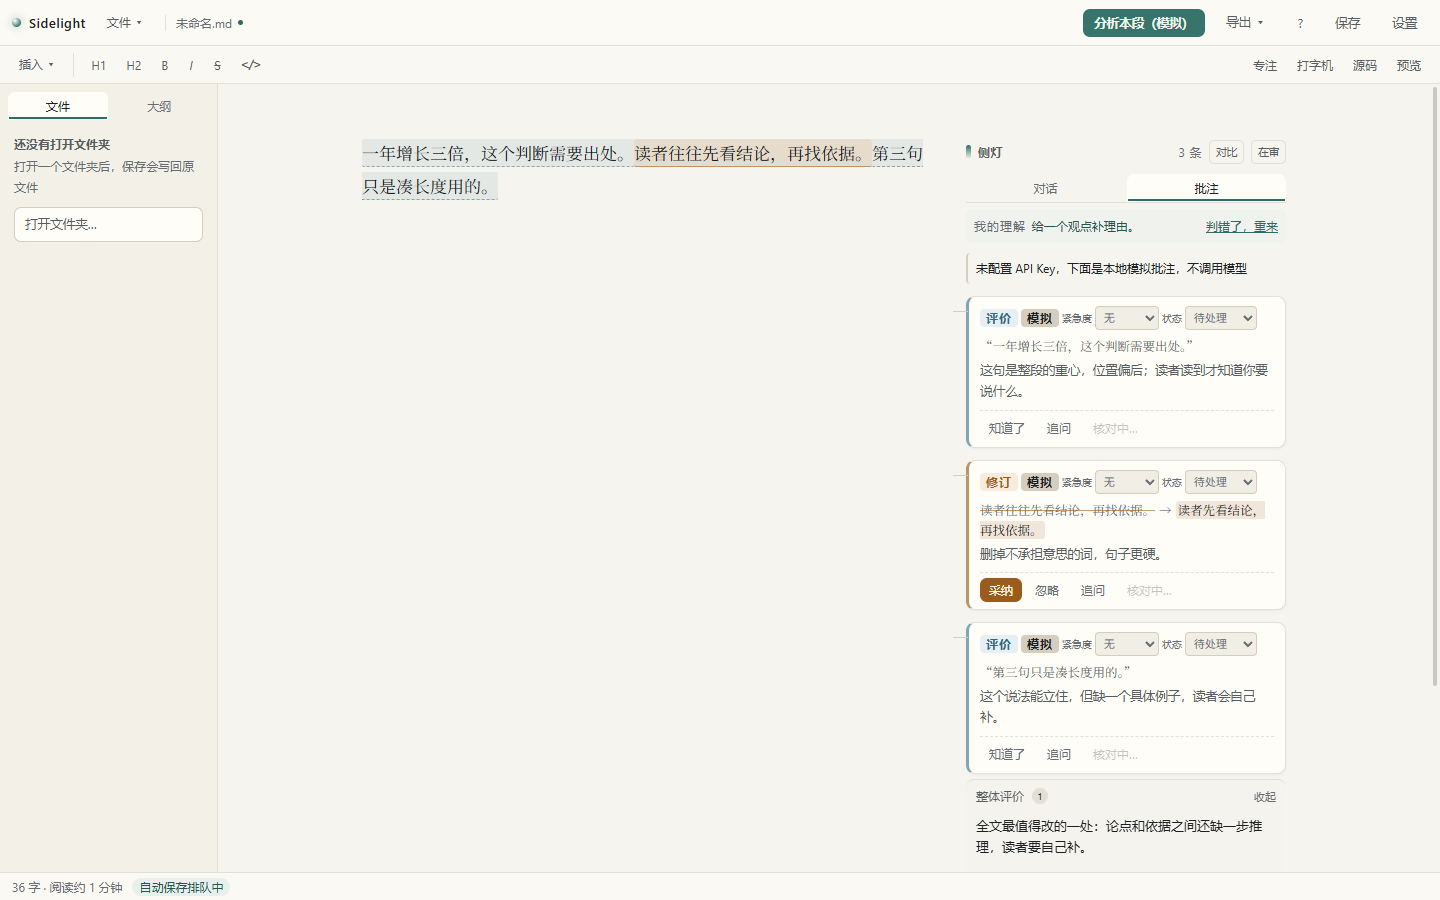 Sidelight 文件 未命名.md 分析本段（模拟） 导出 ? 保存 设置
插入 H1 H2 B I S </> 专注 打字机 源码 预览
文件 大纲
还没有打开文件夹
打开一个文件夹后，保存会写回原
文件
打开文件夹...
一年增长三倍，这个判断需要出处。读者往往先看结论，再找依据。第三句
只是凑长度用的。
侧灯 3 条 对比 在审
对话 批注
我的理解 给一个观点补理由。 判错了，重来
未配置 API Key，下面是本地模拟批注，不调用模型
评价 模拟 紧急度 无 状态 待处理
“一年增长三倍，这个判断需要出处。”
这句是整段的重心，位置偏后；读者读到才知道你要
说什么。
知道了 追问 核对中...
修订 模拟 紧急度 无 状态 待处理
读者往往先看结论，再找依据。 → 读者先看结论，
再找依据。
删掉不承担意思的词，句子更硬。
采纳 忽略 追问 核对中...
评价 模拟 紧急度 无 状态 待处理
“第三句只是凑长度用的。”
这个说法能立住，但缺一个具体例子，读者会自己
补。
知道了 追问 核对中...
整体评价 1 收起
全文最值得改的一处：论点和依据之间还缺一步推
理，读者要自己补。
36 字 · 阅读约 1 分钟 自动保存排队中